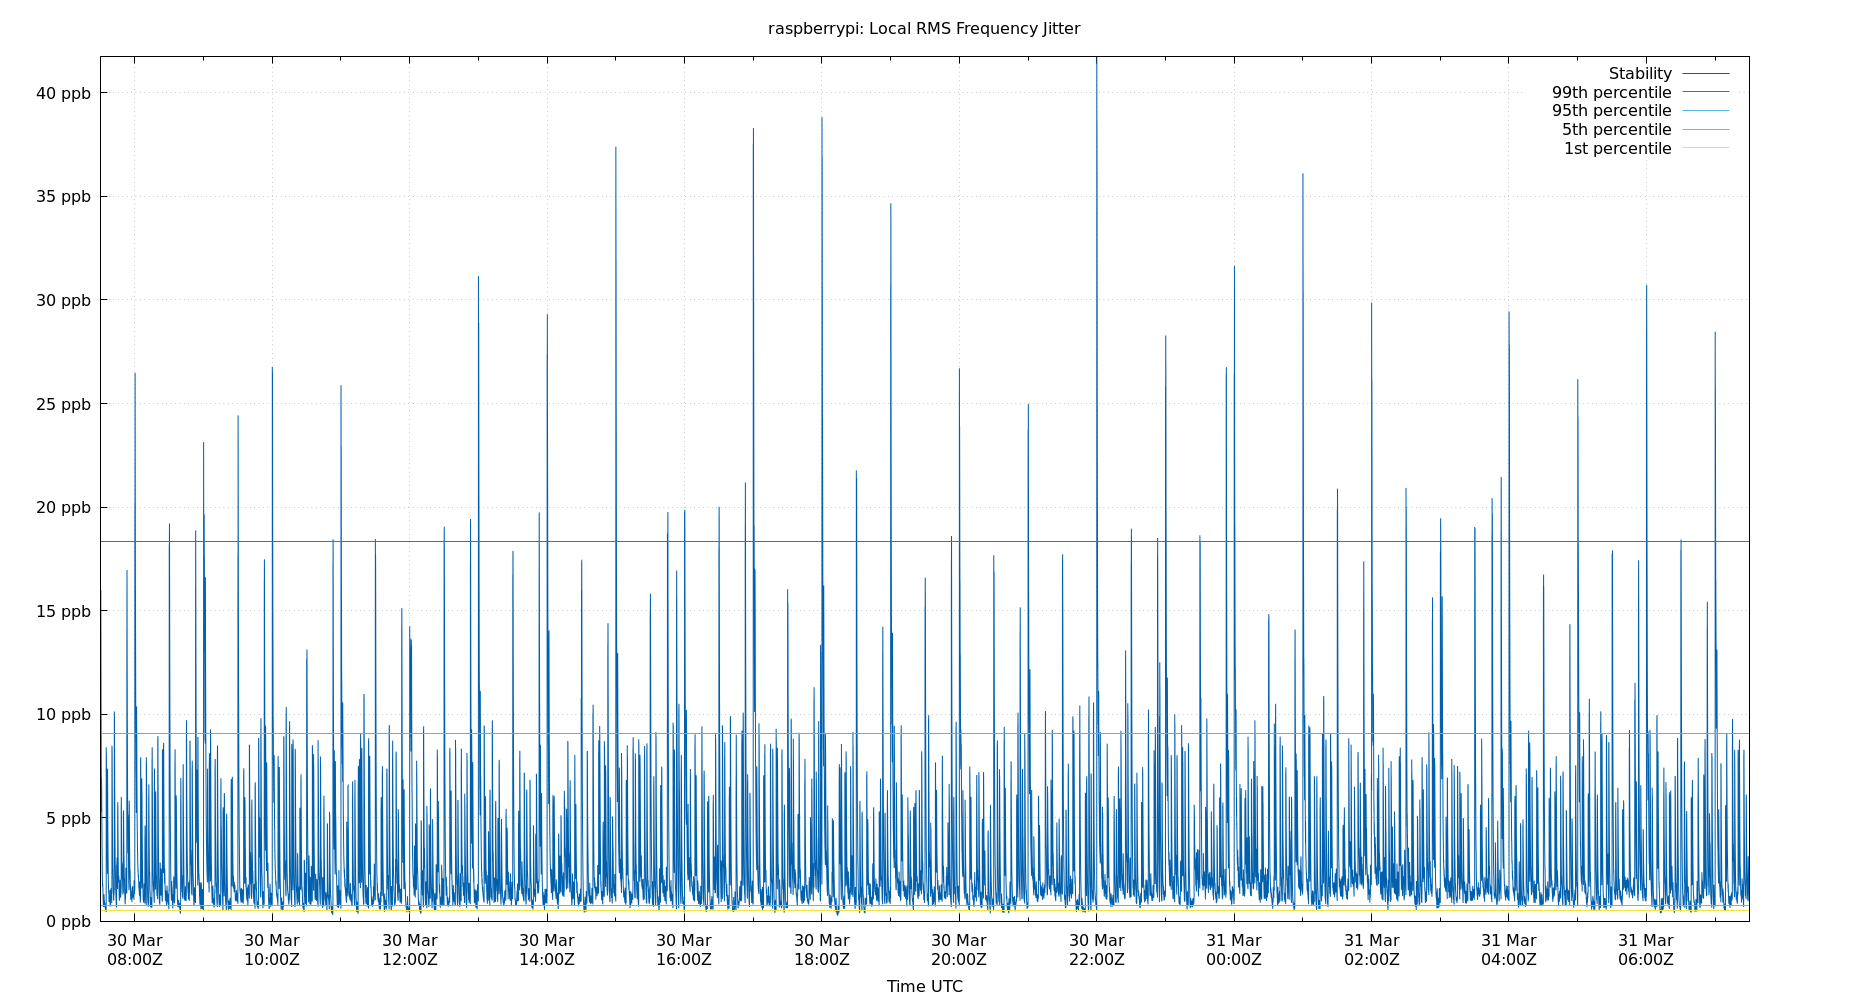 raspberrypi: Local RMS Frequency Jitter
Stability
99th percentile
95th percentile
5th percentile
1st percentile
40 ppb
35 ppb
30 ppb
25 ppb
20 ppb
15 ppb
10 ppb
5 ppb
0 ppb
30 Mar 30 Mar 30 Mar 30 Mar 30 Mar 30 Mar 30 Mar 30 Mar 31 Mar 31 Mar 31 Mar 31 Mar
08:00Z 10:00Z 12:00Z 14:00Z 16:00Z 18:00Z 20:00Z 22:00Z 00:00Z 02:00Z 04:00Z 06:00Z
Time UTC